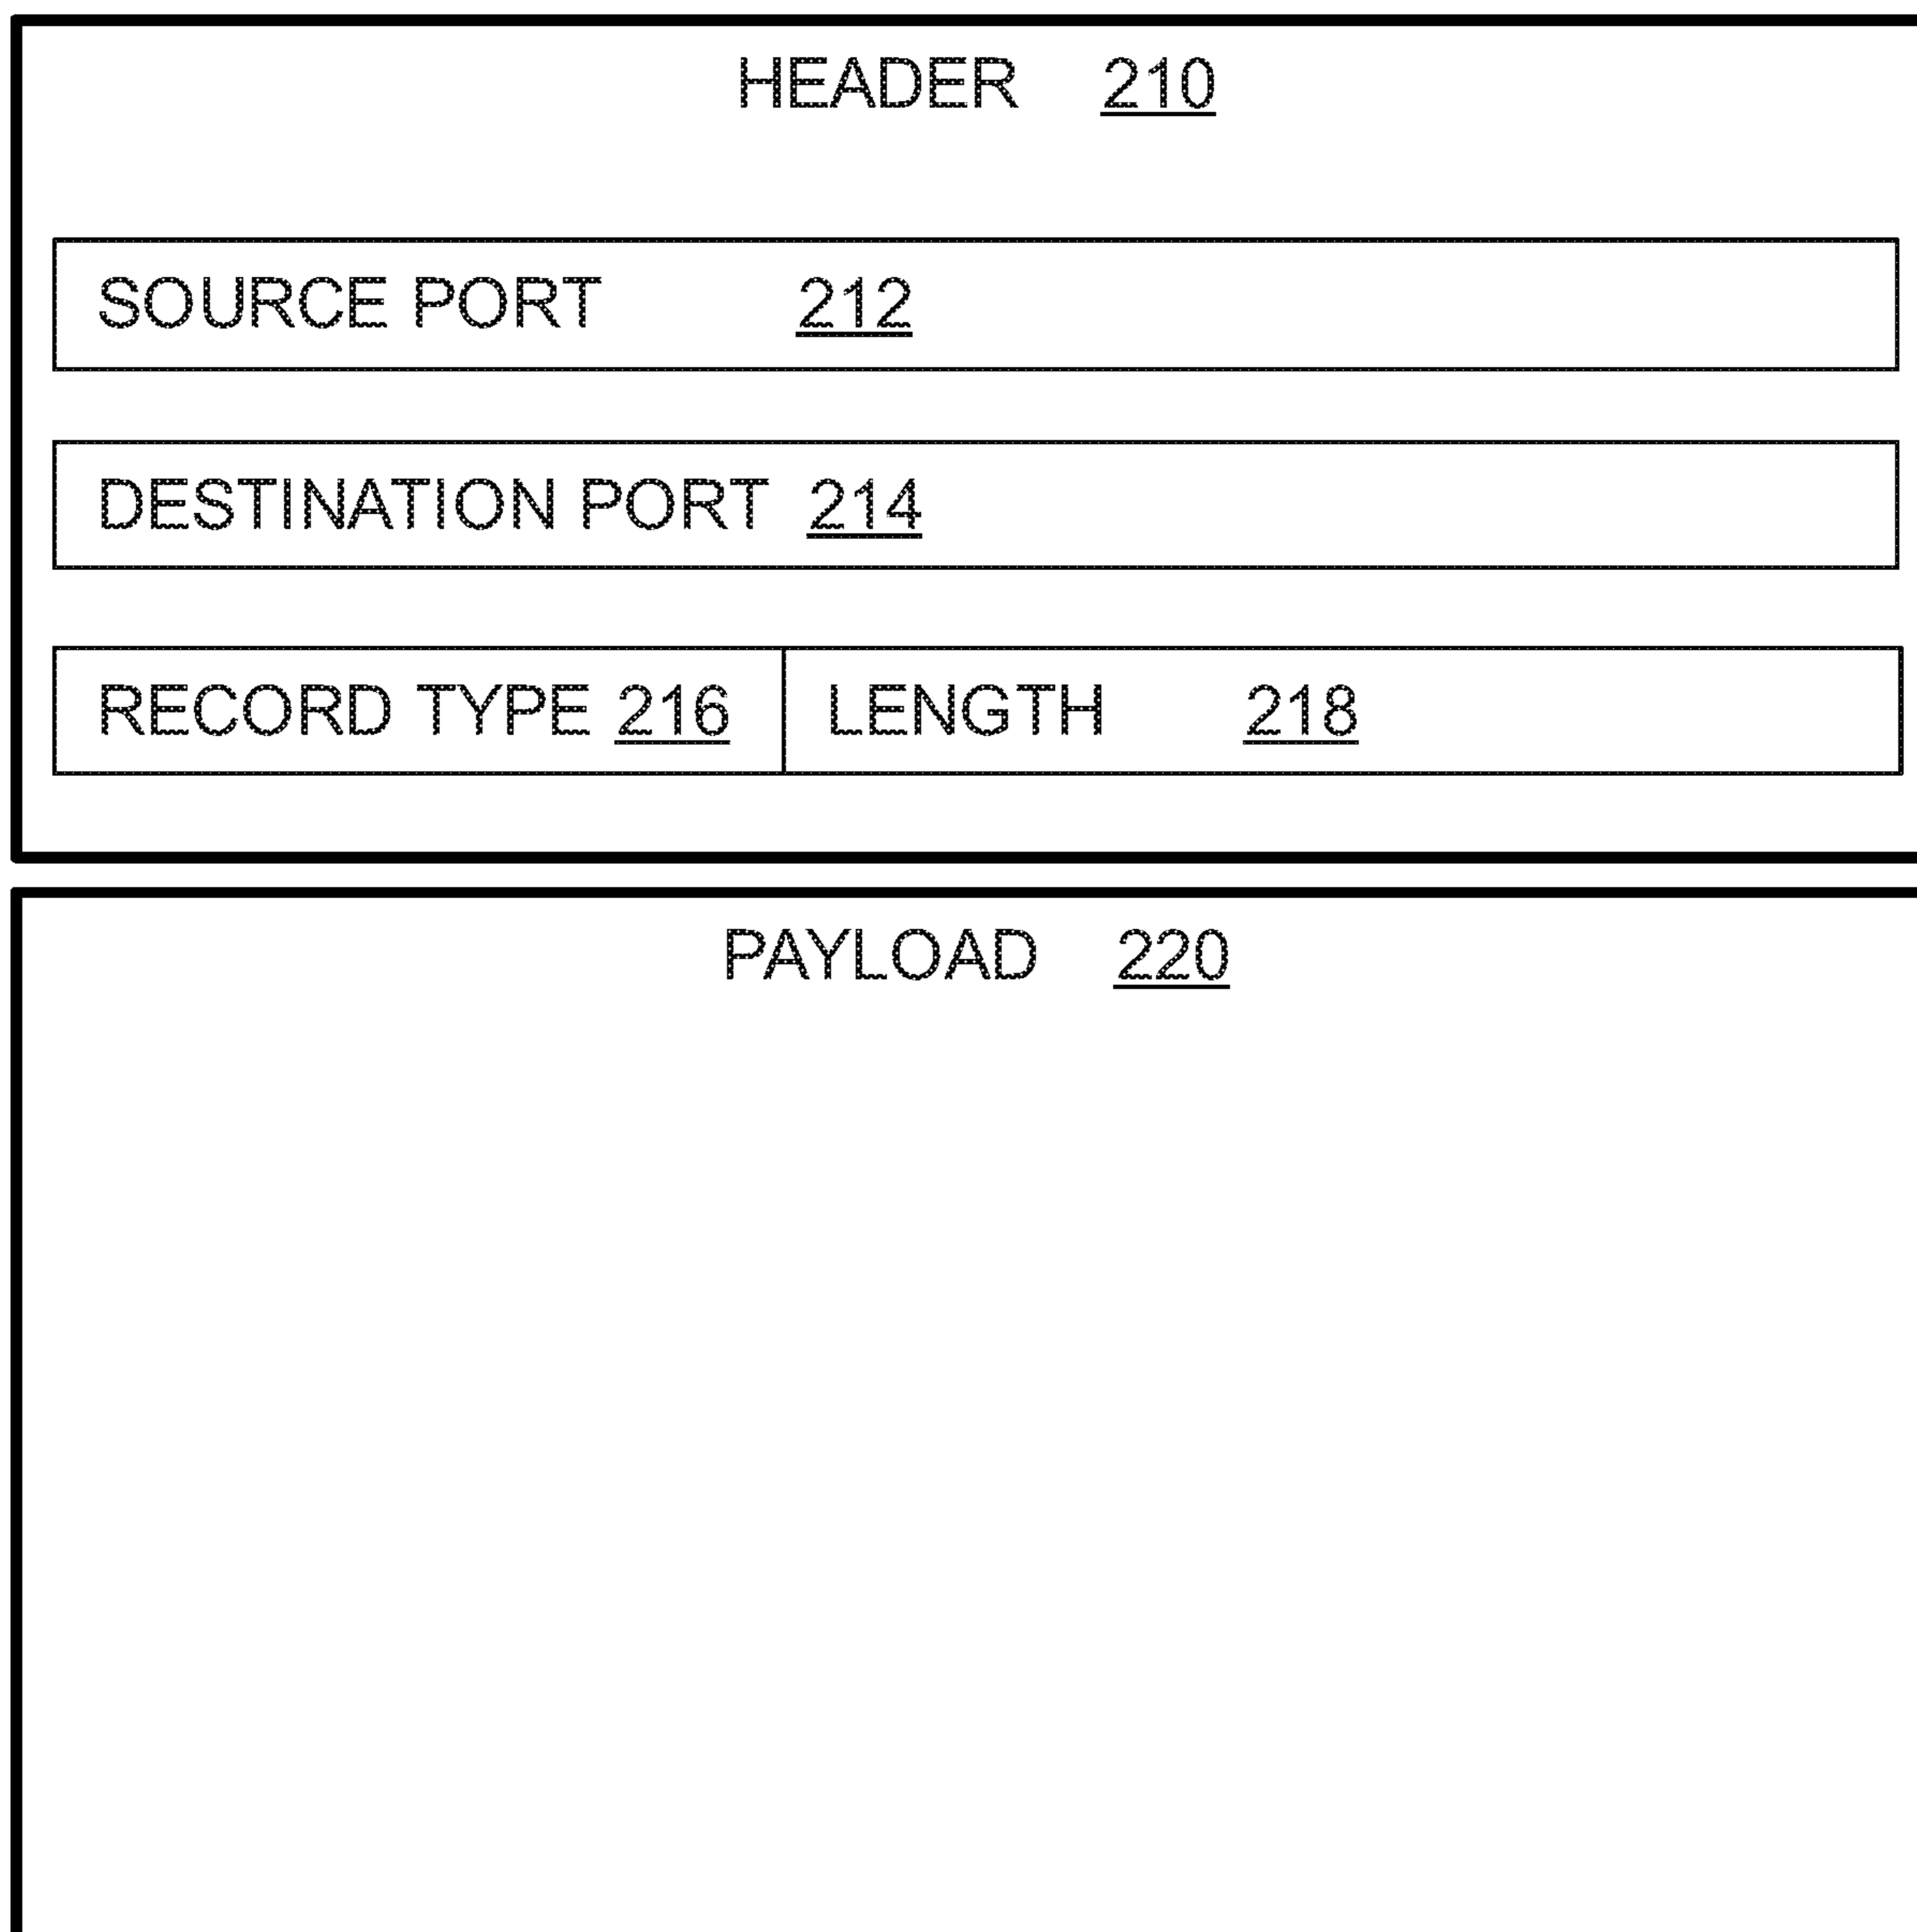 HEADER 210
SOURCE PORT 212
DESTINATION PORT 214
RECORD TYPE 216 LENGTH 218
PAYLOAD 220